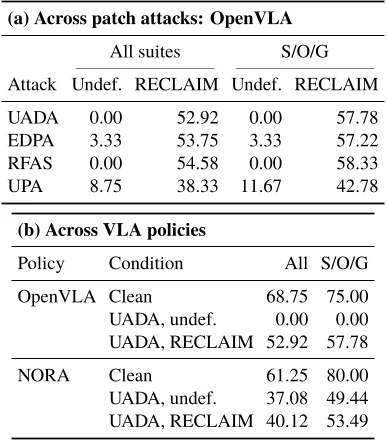 (a) Across patch attacks: OpenVLA
All suites S/O/G
Attack Undef. RECLAIM Undef. RECLAIM
UADA 0.00 52.92 0.00 57.78
EDPA 3.33 53.75 3.33 57.22
RFAS 0.00 54.58 0.00 58.33
UPA 8.75 38.33 11.67 42.78
(b) Across VLA policies
Policy Condition All S/O/G
OpenVLA Clean 68.75 75.00
UADA, undef. 0.00 0.00
UADA, RECLAIM 52.92 57.78
NORA Clean 61.25 80.00
UADA, undef. 37.08 49.44
UADA, RECLAIM 40.12 53.49